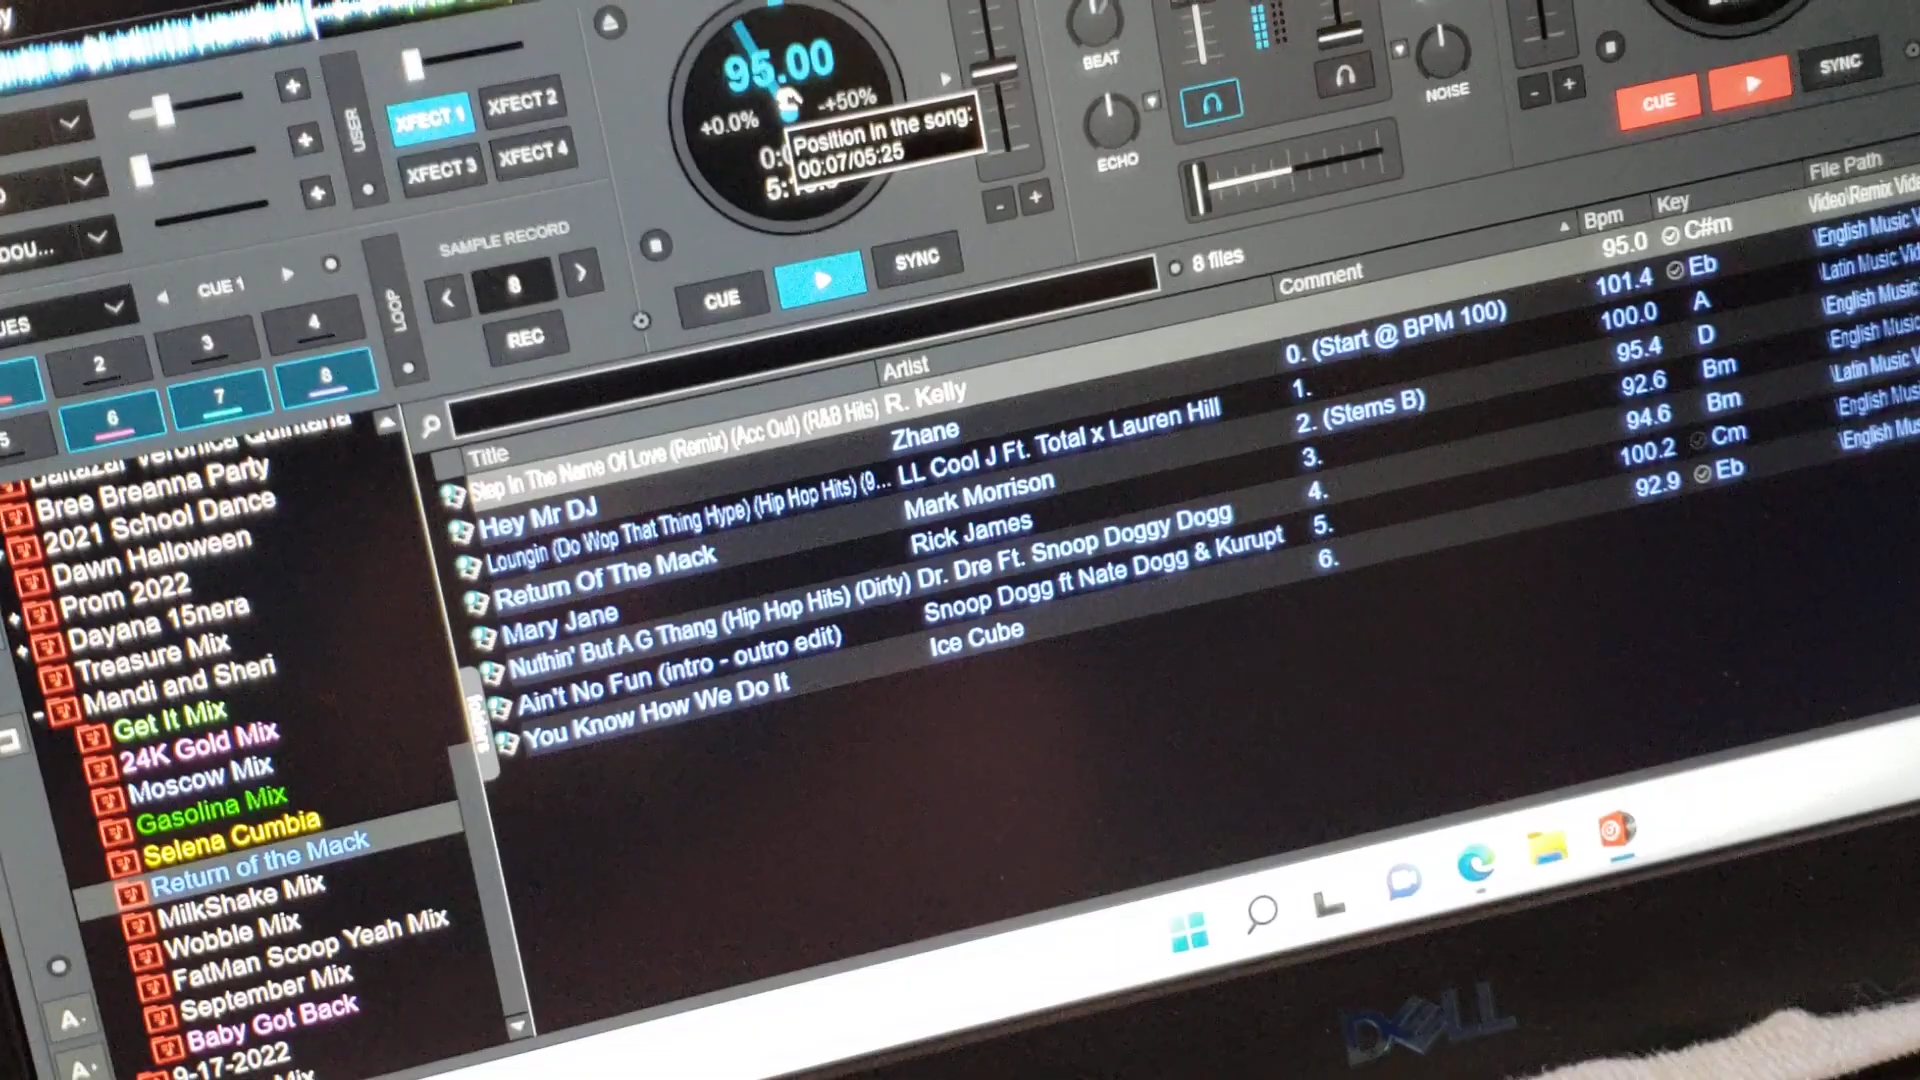 95.00
+0.0%
-+50%
Position in the song:
00:07/05:25
USER
XFECT 1
XFECT 2
XFECT 3
XFECT 4
BEAT
ECHO
NOISE
CUE
SYNC
DOU...
CUE 1
LOOP
SAMPLE RECORD
8
REC
CUE
SYNC
2
3
4
5
6
7
8
8 files
Title Artist Comment Bpm Key File Path
Step In The Name Of Love (Remix) (Acc Out) (R&B Hits) R. Kelly 95.0 C#m Video\Remix Vide
Hey Mr DJ Zhane 0. (Start @ BPM 100) 101.4 Eb \English Music V
Loungin (Do Wop That Thing Hype) (Hip Hop Hits) (9... LL Cool J Ft. Total x Lauren Hill 1. 100.0 A \Latin Music Vid
Return Of The Mack Mark Morrison 2. (Stems B) 95.4 D \English Music
Mary Jane Rick James 3. 92.6 Bm \English Music
Nuthin' But A G Thang (Hip Hop Hits) (Dirty) Dr. Dre Ft. Snoop Doggy Dogg 4. 94.6 Bm \Latin Music V
Ain't No Fun (intro - outro edit) Snoop Dogg ft Nate Dogg & Kurupt 5. 100.2 Cm \English Mus
You Know How We Do It Ice Cube 6. 92.9 Eb \English Mus
Bree Breanna Party
2021 School Dance
Dawn Halloween
Prom 2022
Dayana 15nera
Treasure Mix
Mandi and Sheri
Get It Mix
24K Gold Mix
Moscow Mix
Gasolina Mix
Selena Cumbia
Return of the Mack
MilkShake Mix
Wobble Mix
FatMan Scoop Yeah Mix
September Mix
Baby Got Back
9-17-2022
DELL